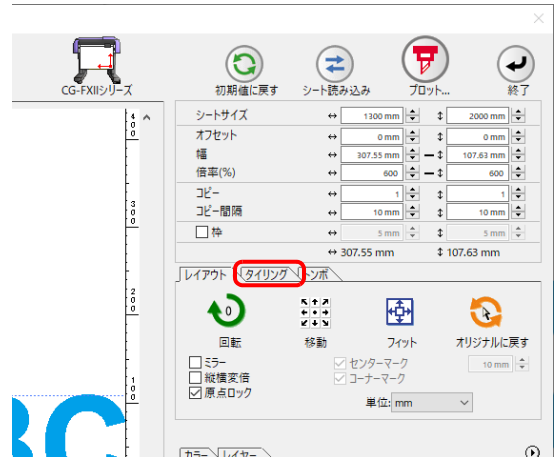 CG-FXIIシリーズ 初期値に戻す シート読み込み プロット... 終了
シートサイズ 1300 mm 2000 mm
オフセット 0 mm 0 mm
幅 307.55 mm 107.63 mm
倍率(%) 600 600
コピー 1 1
コピー間隔 10 mm 10 mm
枠 5 mm 5 mm
307.55 mm 107.63 mm
レイアウト タイリング トンボ
0
回転 移動 フィット オリジナルに戻す
ミラー センターマーク 10 mm
縦横変倍 コーナーマーク
原点ロック
単位: mm
カラー レイヤー
400
300
200
100
BC